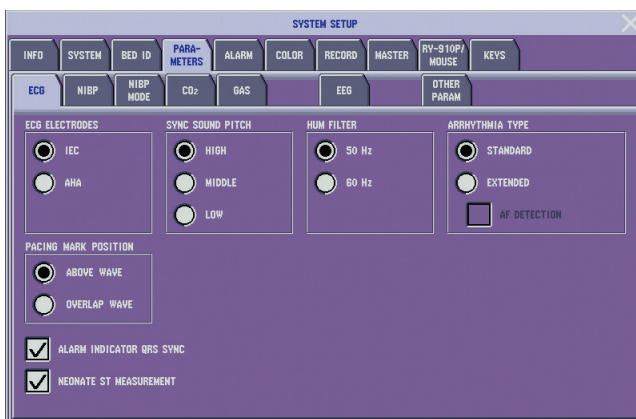 SYSTEM SETUP
INFO SYSTEM BED ID PARA-METERS ALARM COLOR RECORD MASTER RY-910P/MOUSE KEYS
ECG NIBP NIBP MODE CO₂ GAS EEG OTHER PARAM
ECG ELECTRODES SYNC SOUND PITCH HUM FILTER ARRHYTHMIA TYPE
IEC HIGH 50 Hz STANDARD
AHA MIDDLE 60 Hz EXTENDED
LOW AF DETECTION
PACING MARK POSITION
ABOVE WAVE
OVERLAP WAVE
ALARM INDICATOR QRS SYNC
NEONATE ST MEASUREMENT